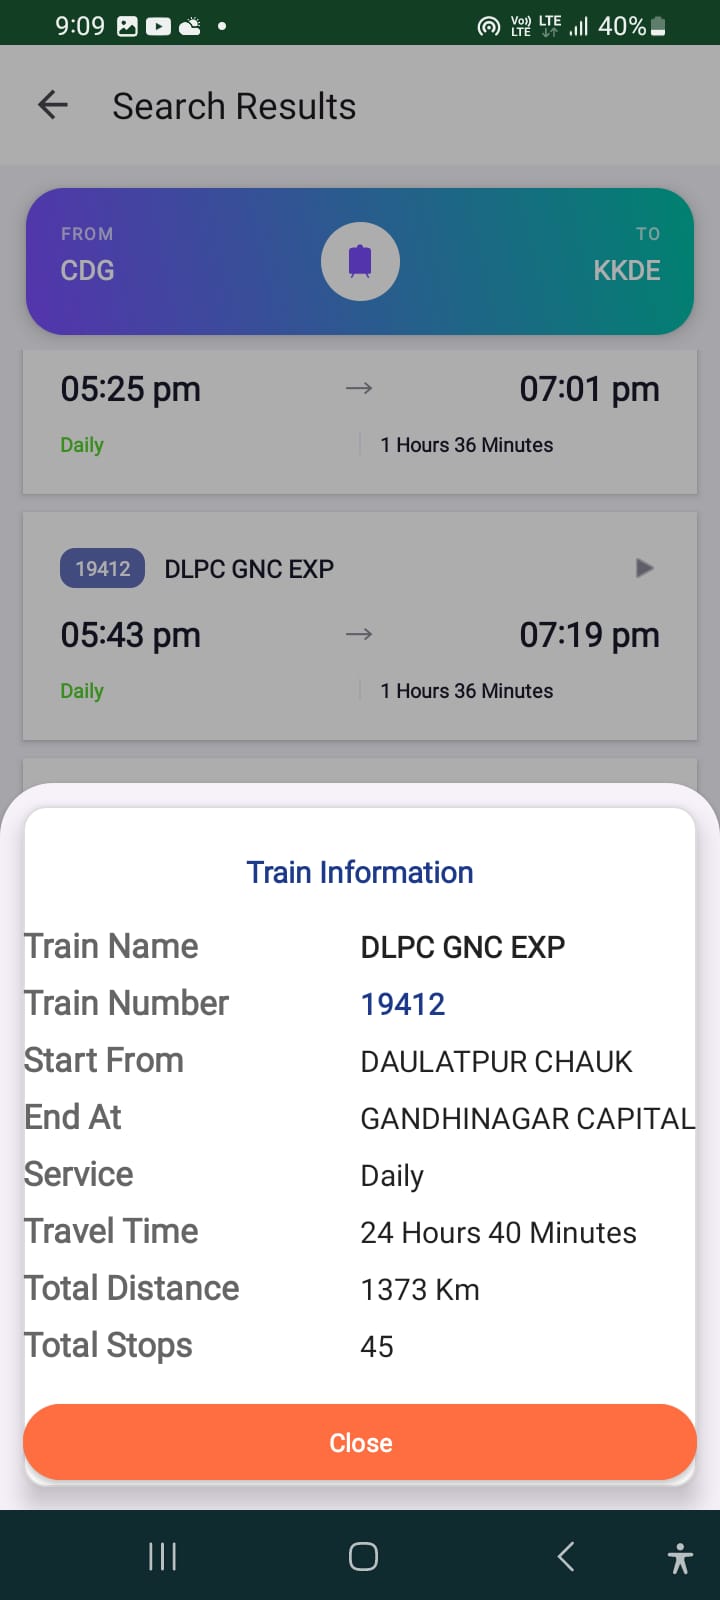 9:09
Vo)) LTE
LTE
40%
Search Results
FROM
TO
CDG
KKDE
05:25 pm → 07:01 pm
Daily
1 Hours 36 Minutes
19412 DLPC GNC EXP
05:43 pm → 07:19 pm
Daily
1 Hours 36 Minutes
Train Information
Train Name DLPC GNC EXP
Train Number 19412
Start From DAULATPUR CHAUK
End At GANDHINAGAR CAPITAL
Service Daily
Travel Time 24 Hours 40 Minutes
Total Distance 1373 Km
Total Stops 45
Close